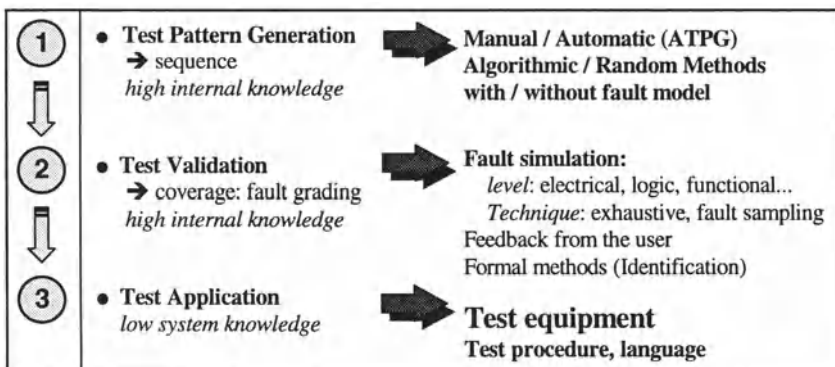 1
● Test Pattern Generation
➔ sequence
high internal knowledge
Manual / Automatic (ATPG)
Algorithmic / Random Methods
with / without fault model
2
● Test Validation
➔ coverage: fault grading
high internal knowledge
Fault simulation:
level: electrical, logic, functional...
Technique: exhaustive, fault sampling
Feedback from the user
Formal methods (Identification)
3
● Test Application
low system knowledge
Test equipment
Test procedure, language